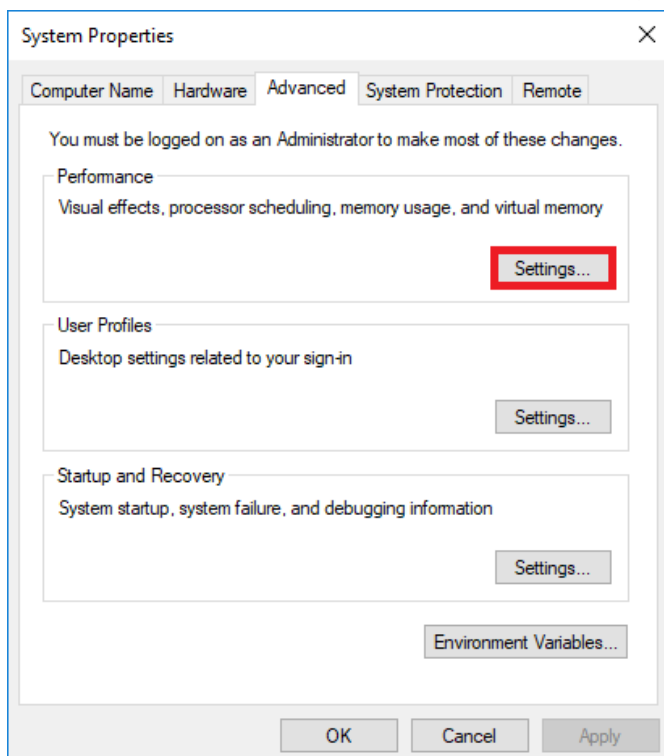 System Properties
Computer Name
Hardware
Advanced
System Protection
Remote
You must be logged on as an Administrator to make most of these changes.
Performance
Visual effects, processor scheduling, memory usage, and virtual memory
Settings...
User Profiles
Desktop settings related to your sign-in
Settings...
Startup and Recovery
System startup, system failure, and debugging information
Settings...
Environment Variables...
OK
Cancel
Apply